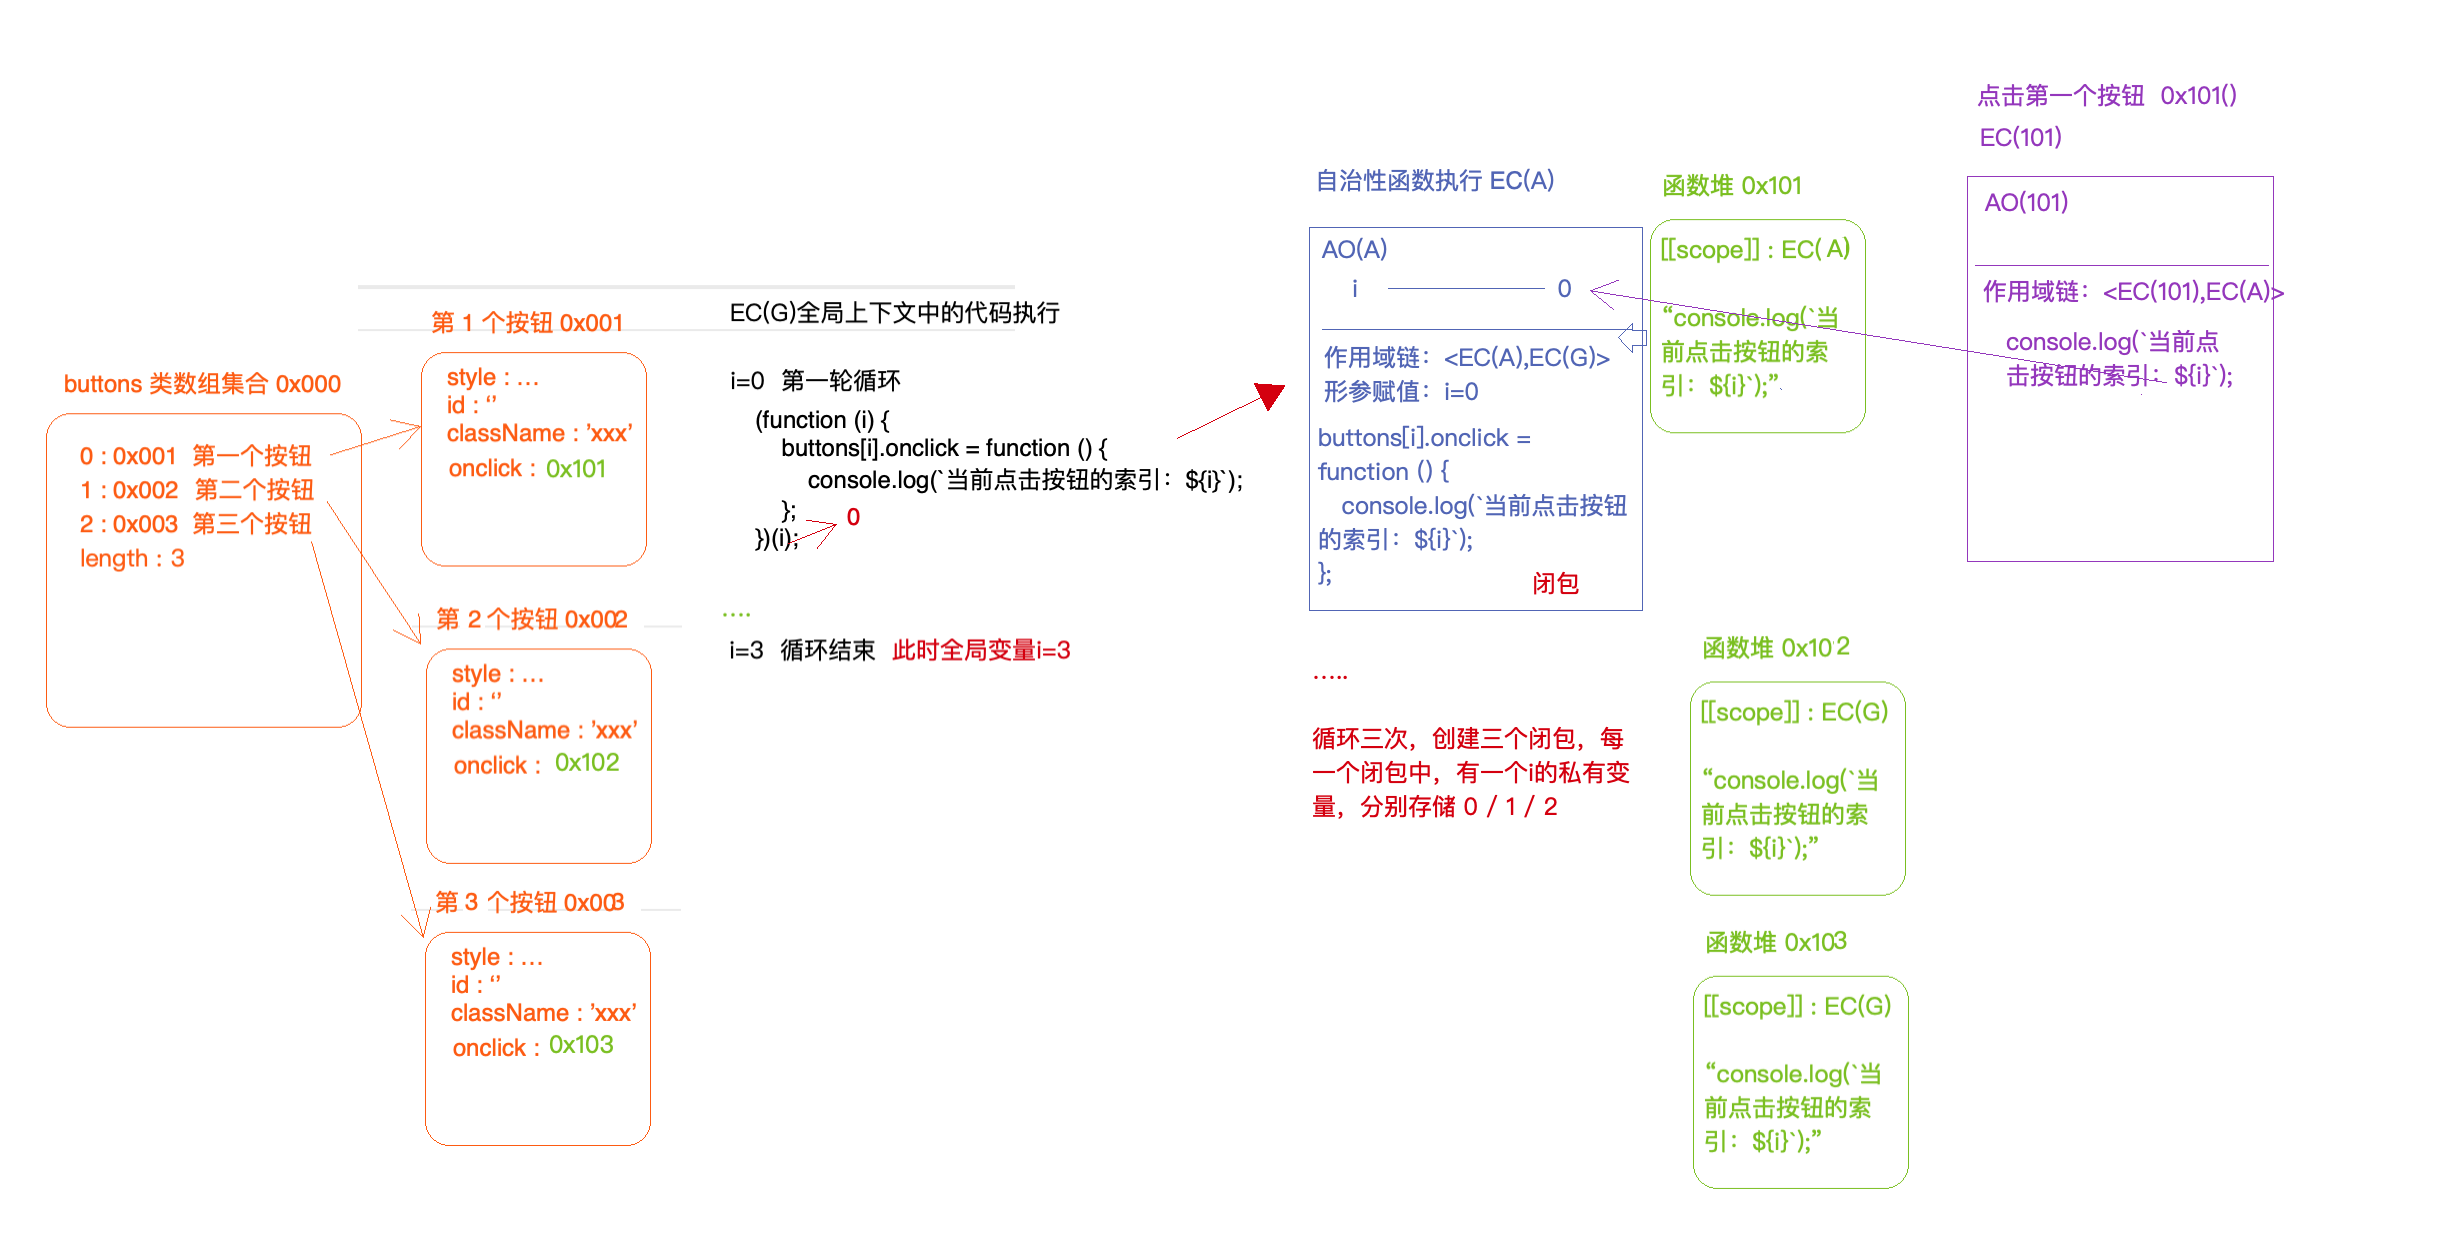 buttons 类数组集合 0x000
0 : 0x001 第一个按钮
1 : 0x002 第二个按钮
2 : 0x003 第三个按钮
length : 3
第 1 个按钮 0x001
style : ...
id : ‘’
className : ’xxx’
onclick : 0x101
第 2 个按钮 0x002
style : ...
id : ‘’
className : ’xxx’
onclick : 0x102
第 3 个按钮 0x003
style : ...
id : ‘’
className : ’xxx’
onclick : 0x103
EC(G)全局上下文中的代码执行
i=0 第一轮循环
(function (i) {
buttons[i].onclick = function () {
console.log(`当前点击按钮的索引：${i}`);
};
0
})(i);
....
i=3 循环结束 此时全局变量i=3
自治性函数执行 EC(A)
AO(A)
i 0
作用域链：<EC(A),EC(G)>
形参赋值：i=0
buttons[i].onclick =
function () {
console.log(`当前点击按钮
的索引：${i}`);
};
闭包
.....
循环三次，创建三个闭包，每
一个闭包中，有一个i的私有变
量，分别存储 0 / 1 / 2
函数堆 0x101
[[scope]] : EC(A)
“console.log(`当
前点击按钮的索
引：${i}`);”
函数堆 0x102
[[scope]] : EC(G)
“console.log(`当
前点击按钮的索
引：${i}`);”
函数堆 0x103
[[scope]] : EC(G)
“console.log(`当
前点击按钮的索
引：${i}`);”
点击第一个按钮 0x101()
EC(101)
AO(101)
作用域链：<EC(101),EC(A)>
console.log(`当前点
击按钮的索引：${i}`);